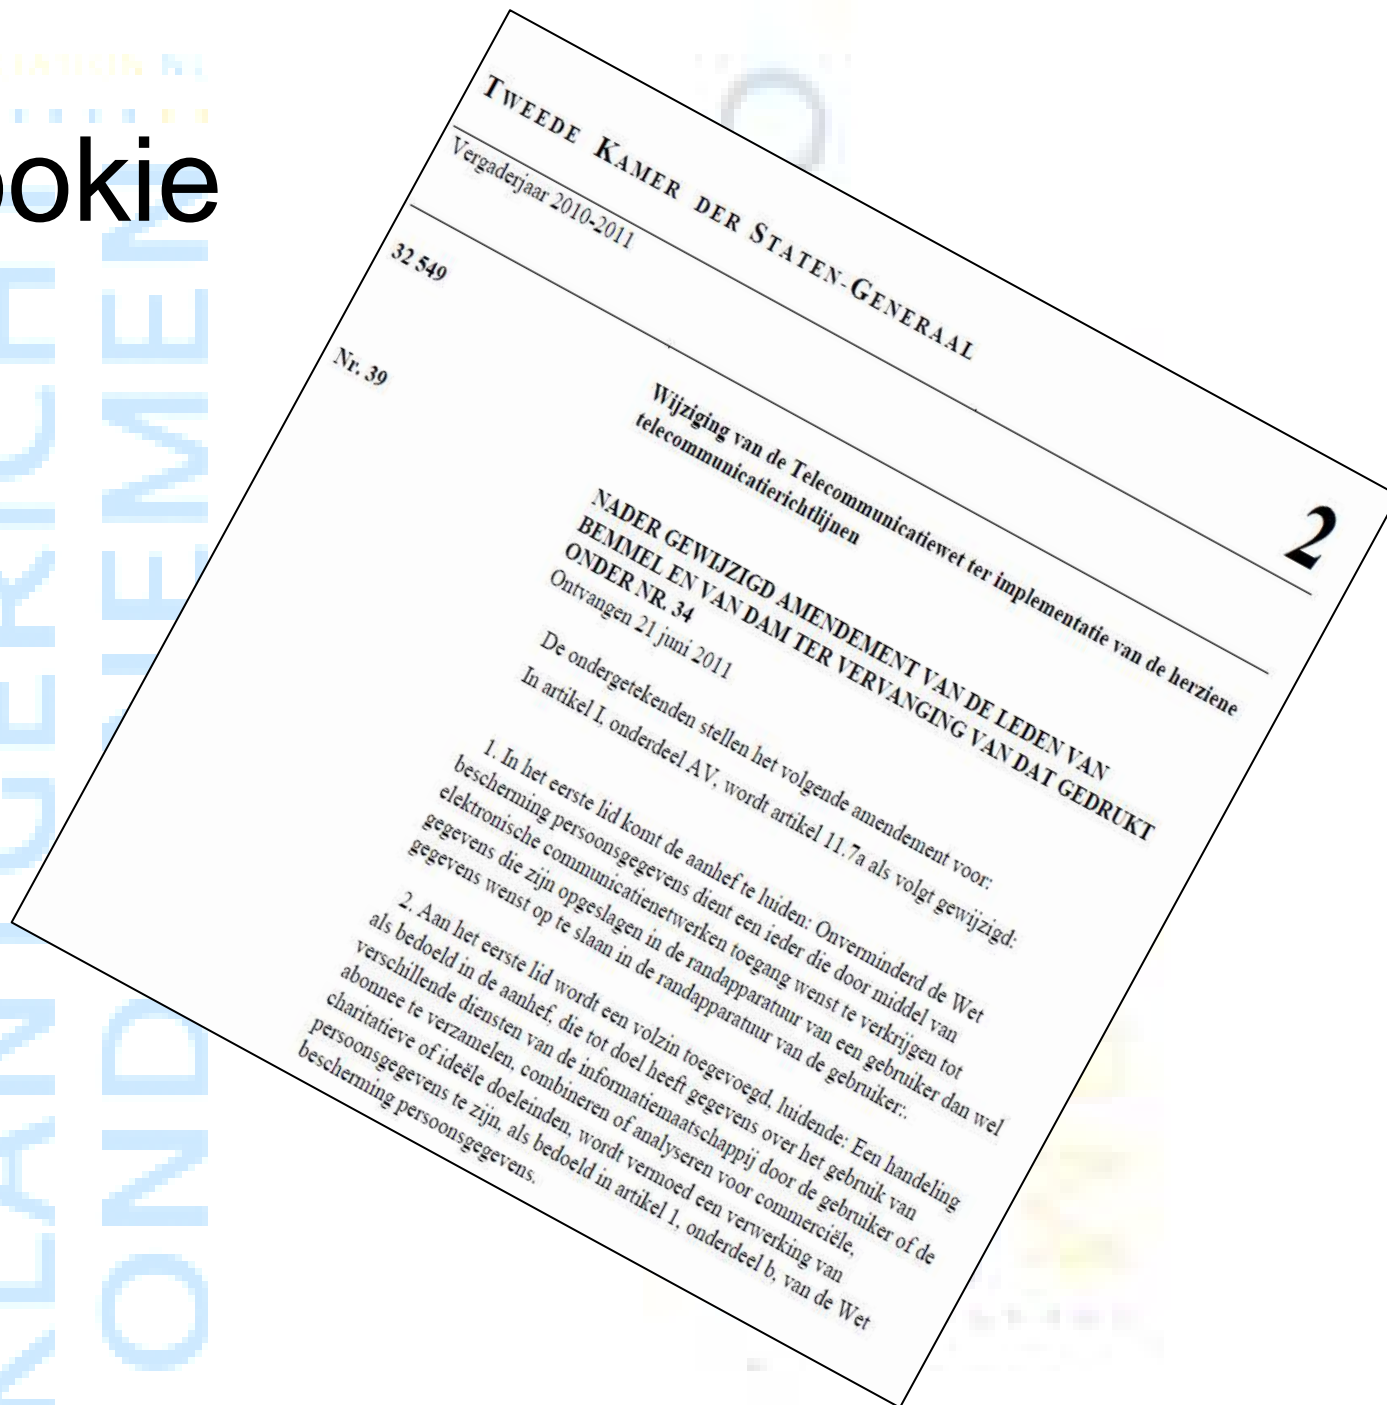 ookie
TWEEDE KAMER DER STATEN-GENERAAL
2
Vergaderjaar 2010-2011
32 549
Wijziging van de Telecommunicatiewet ter implementatie van de herziene
telecommunicatierichtlijnen
Nr. 39
NADER GEWIJZIGD AMENDEMENT VAN DE LEDEN VAN
BEMMEL EN VAN DAM TER VERVANGING VAN DAT GEDRUKT
ONDER NR. 34
Ontvangen 21 juni 2011
De ondergetekenden stellen het volgende amendement voor:
In artikel I, onderdeel AV, wordt artikel 11.7a als volgt gewijzigd:
1. In het eerste lid komt de aanhef te luiden: Onverminderd de Wet
bescherming persoonsgegevens dient een ieder die door middel van
elektronische communicatienetwerken toegang wenst te verkrijgen tot
gegevens die zijn opgeslagen in de randapparatuur van een gebruiker dan wel
gegevens wenst op te slaan in de randapparatuur van de gebruiker:.
2. Aan het eerste lid wordt een volzin toegevoegd, luidende: Een handeling
als bedoeld in de aanhef, die tot doel heeft gegevens over het gebruik van
verschillende diensten van de informatiemaatschappij door de gebruiker of de
abonnee te verzamelen, combineren of analyseren voor commerciële,
charitatieve of ideële doeleinden, wordt vermoed een verwerking van
persoonsgegevens te zijn, als bedoeld in artikel 1, onderdeel b, van de Wet
bescherming persoonsgegevens.